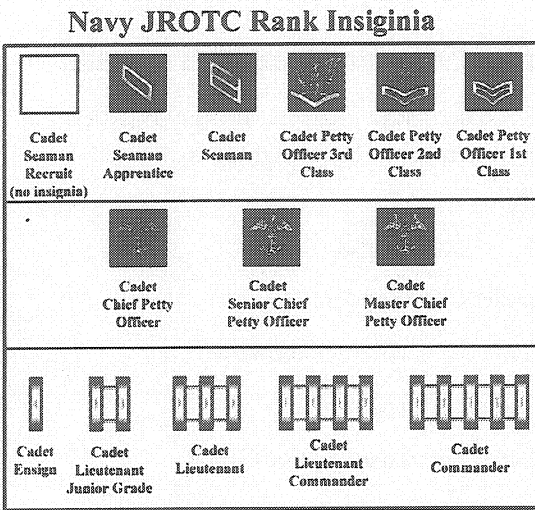 Navy JROTC Rank Insiginia
Cadet
Seaman
Recruit
(no insignia)
Cadet
Seaman
Apprentice
Cadet
Seaman
Cadet Petty
Officer 3rd
Class
Cadet Petty
Officer 2nd
Class
Cadet Petty
Officer 1st
Class
Cadet
Chief Petty
Officer
Cadet
Senior Chief
Petty Officer
Cadet
Master Chief
Petty Officer
Cadet
Ensign
Cadet
Lieutenant
Junior Grade
Cadet
Lieutenant
Cadet
Lieutenant
Commander
Cadet
Commander